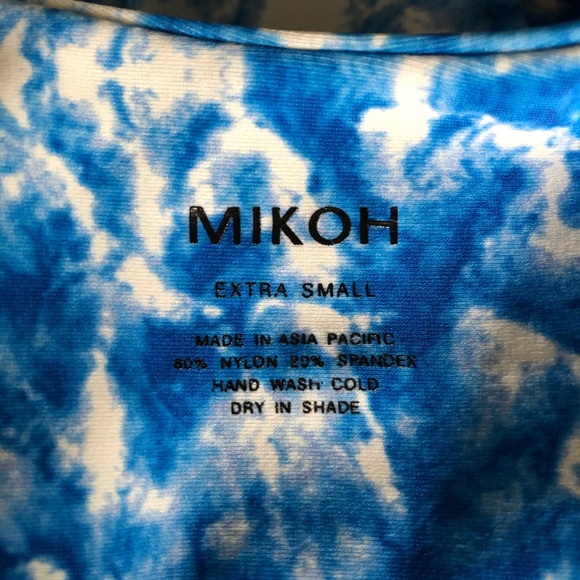 MIKOH
EXTRA SMALL
MADE IN ASIA PACIFIC
80% NYLON 20% SPANDEX
HAND WASH COLD
DRY IN SHADE